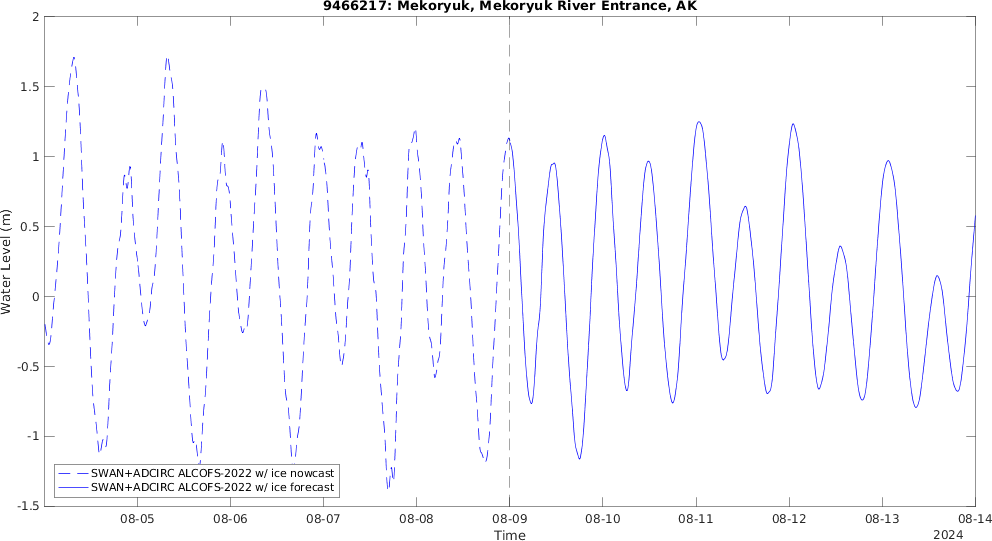 9466217: Mekoryuk, Mekoryuk River Entrance, AK
2
1.5
1
0.5
0
-0.5
-1
-1.5
Water Level (m)
SWAN+ADCIRC ALCOFS-2022 w/ ice nowcast
SWAN+ADCIRC ALCOFS-2022 w/ ice forecast
08-05 08-06 08-07 08-08 08-09 08-10 08-11 08-12 08-13 08-14
Time
2024